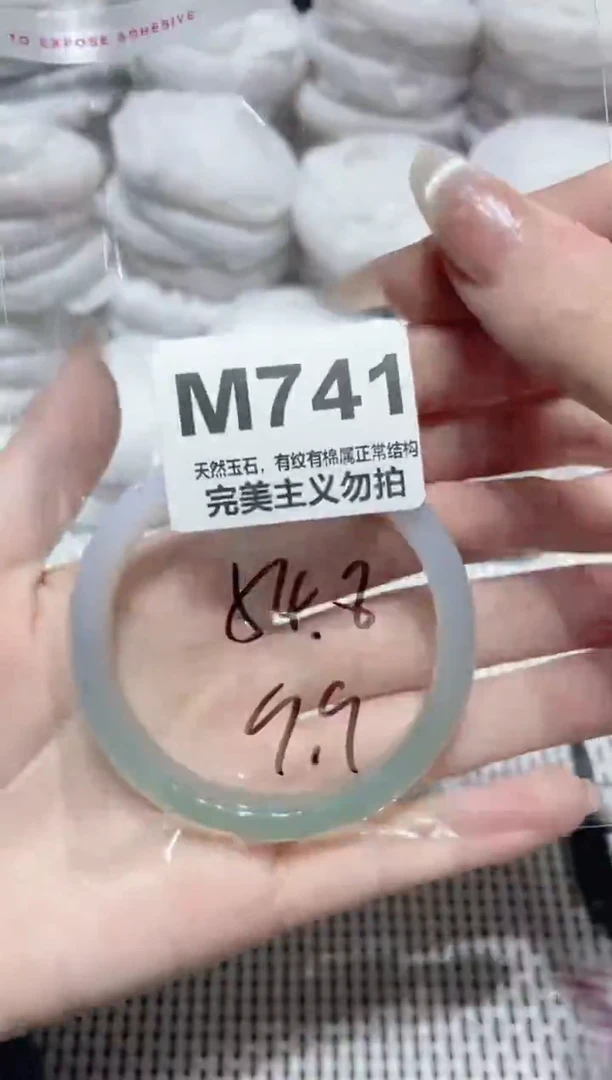 TO EXPOSE ADHESIVE
M741
天然玉石，有纹有棉属正常结构
完美主义勿拍
54.8
9.9